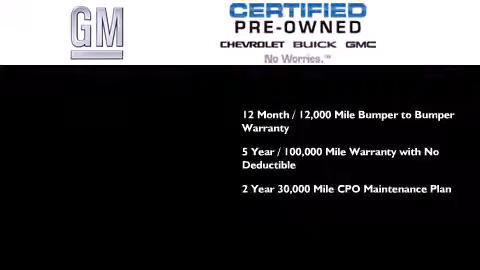 GM
CERTIFIED
PRE-OWNED
CHEVROLET BUICK GMC
No Worries.™
12 Month / 12,000 Mile Bumper to Bumper
Warranty
5 Year / 100,000 Mile Warranty with No
Deductible
2 Year 30,000 Mile CPO Maintenance Plan